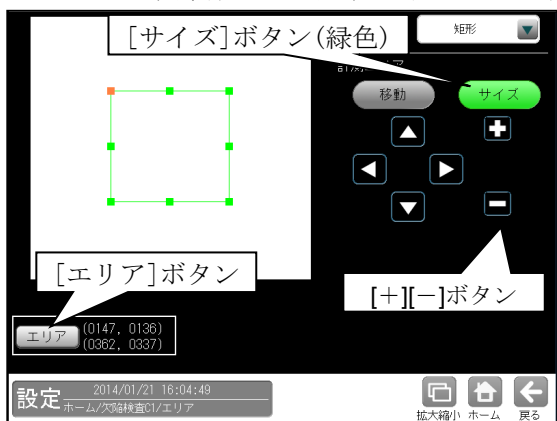 [サイズ]ボタン(緑色)
矩形
移動
サイズ
[エリア]ボタン
[+][-]ボタン
エリア
(0147, 0136)
(0362, 0337)
設定
2014/01/21 16:04:49
ホーム/欠陥検査C1/エリア
拡大縮小
ホーム
戻る